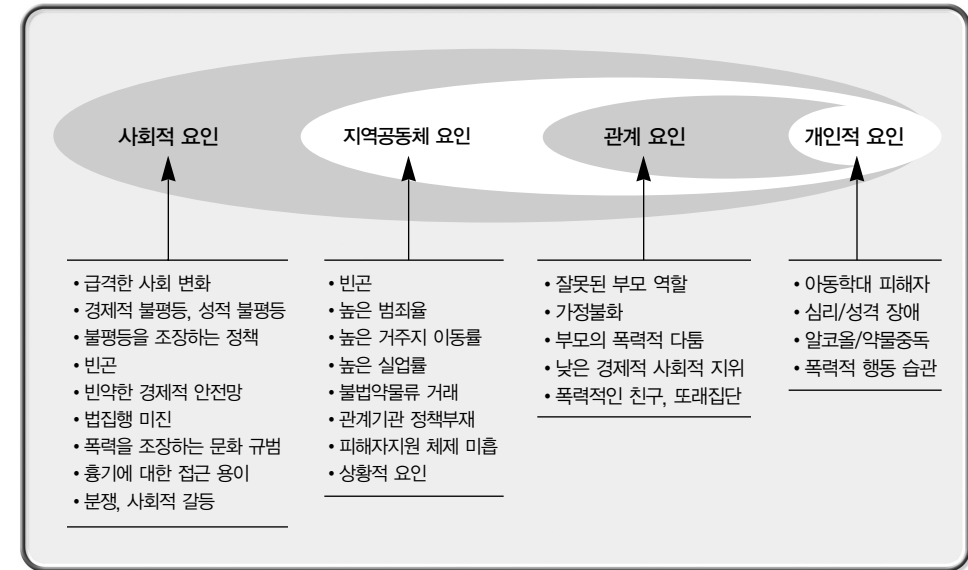 사회적 요인
지역공동체 요인
관계 요인
개인적 요인
• 급격한 사회 변화
• 경제적 불평등, 성적 불평등
• 불평등을 조장하는 정책
• 빈곤
• 빈약한 경제적 안전망
• 법집행 미진
• 폭력을 조장하는 문화 규범
• 흉기에 대한 접근 용이
• 분쟁, 사회적 갈등
• 빈곤
• 높은 범죄율
• 높은 거주지 이동률
• 높은 실업률
• 불법약물류 거래
• 관계기관 정책부재
• 피해자지원 체제 미흡
• 상황적 요인
• 잘못된 부모 역할
• 가정불화
• 부모의 폭력적 다툼
• 낮은 경제적 사회적 지위
• 폭력적인 친구, 또래집단
• 아동학대 피해자
• 심리/성격 장애
• 알코올/약물중독
• 폭력적 행동 습관